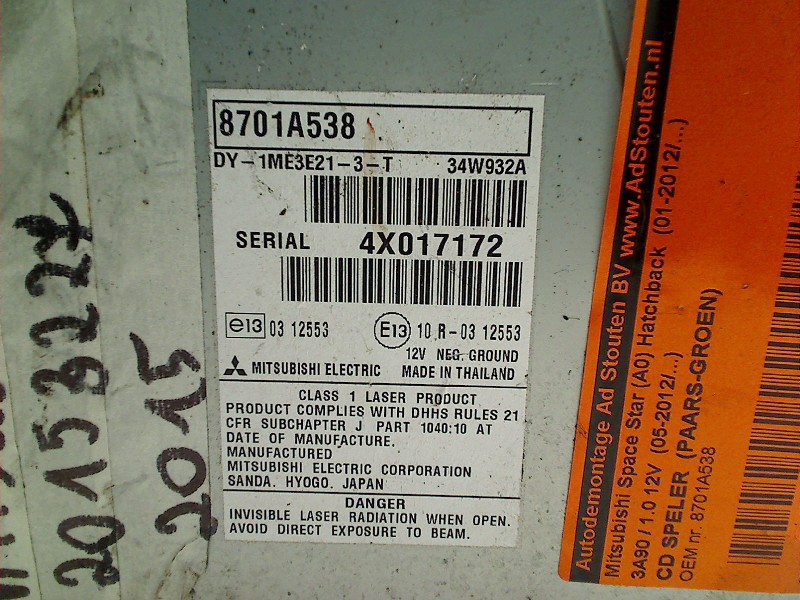 8701A538
DY-1ME3E21-3-T 34W932A
SERIAL 4X017172
e13 03 12553 E13 10 R-03 12553
12V NEG. GROUND
MITSUBISHI ELECTRIC MADE IN THAILAND
CLASS 1 LASER PRODUCT
PRODUCT COMPLIES WITH DHHS RULES 21
CFR SUBCHAPTER J PART 1040:10 AT
DATE OF MANUFACTURE.
MANUFACTURED
MITSUBISHI ELECTRIC CORPORATION
SANDA. HYOGO. JAPAN
DANGER
INVISIBLE LASER RADIATION WHEN OPEN.
AVOID DIRECT EXPOSURE TO BEAM.
Autodemontage Ad Stouten BV www.AdStouten.nl
Mitsubishi Space Star (A0) Hatchback (01-2012/...)
3A90 / 1.0 12V (05-2012/...)
CD SPELER (PAARS-GROEN)
OEM nr. 8701A538
20153227
2015